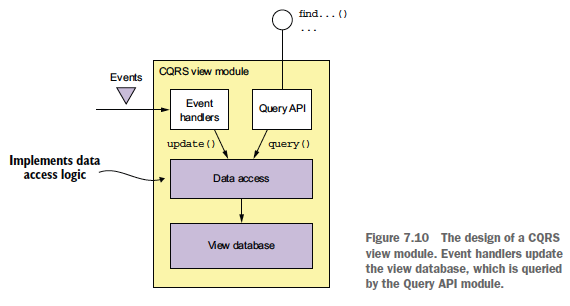 find...()
...
CQRS view module
Events
Event
handlers
Query API
update()
query()
Implements data
access logic
Data access
View database
Figure 7.10 The design of a CQRS
view module. Event handlers update
the view database, which is queried
by the Query API module.